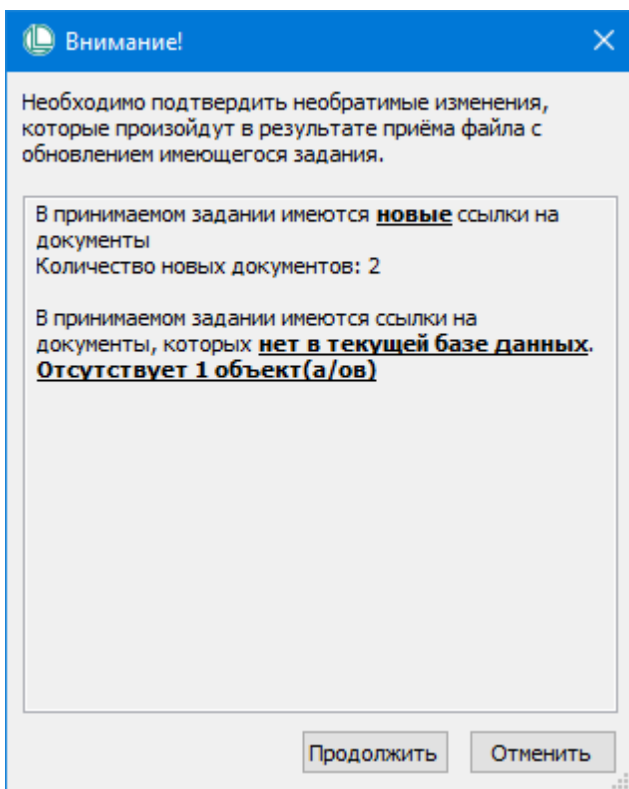 Внимание!
Необходимо подтвердить необратимые изменения,
которые произойдут в результате приёма файла с
обновлением имеющегося задания.
В принимаемом задании имеются новые ссылки на
документы
Количество новых документов: 2
В принимаемом задании имеются ссылки на
документы, которых нет в текущей базе данных.
Отсутствует 1 объект(а/ов)
Продолжить
Отменить